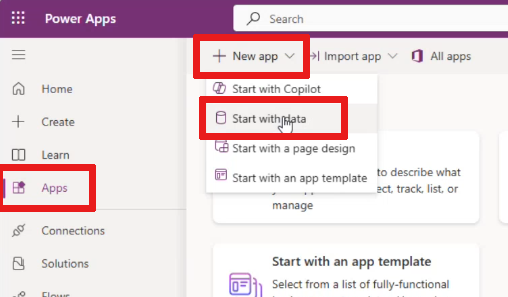 Power Apps
Search
New app
Import app
All apps
Home
Create
Learn
Apps
Connections
Solutions
Flows
Start with Copilot
Start with data
Start with a page design
Start with an app template
to describe what
ect, track, list, or
manage
Start with an app template
Select from a list of fully-functional